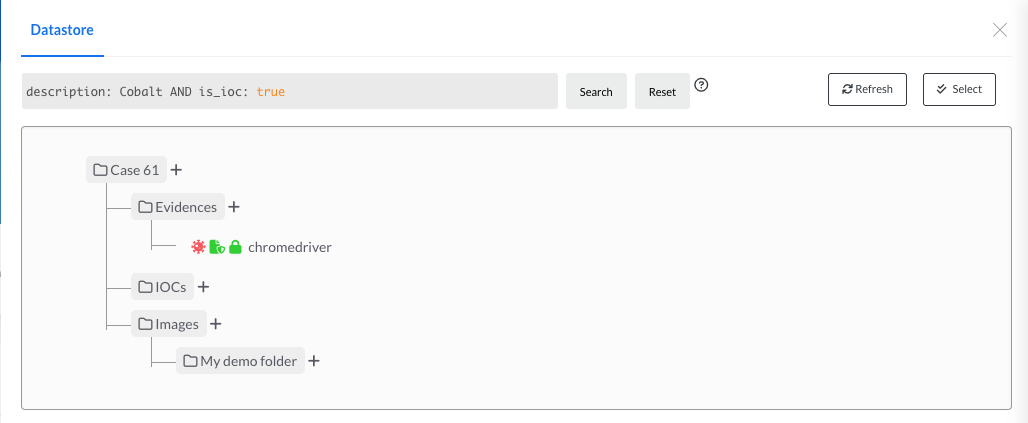 Datastore
description: Cobalt AND is_ioc: true
Search
Reset
Refresh
Select
Case 61
Evidences
chromedriver
IOCs
Images
My demo folder